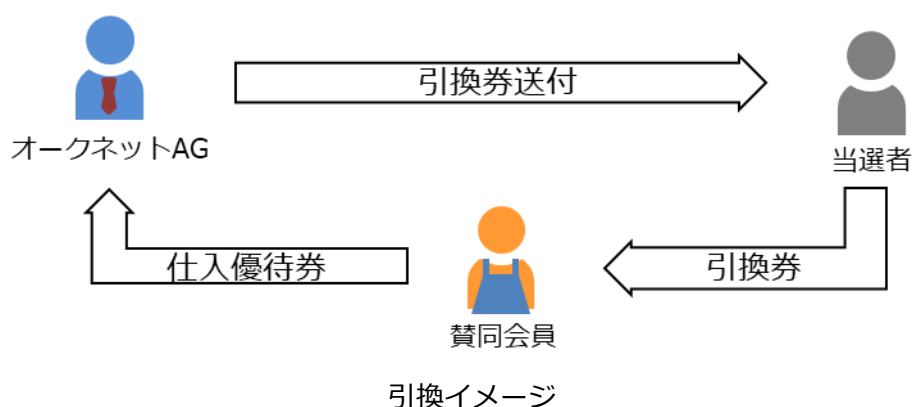 引換券送付
オークネットAG
当選者
仕入優待券
引換券
賛同会員
引換イメージ